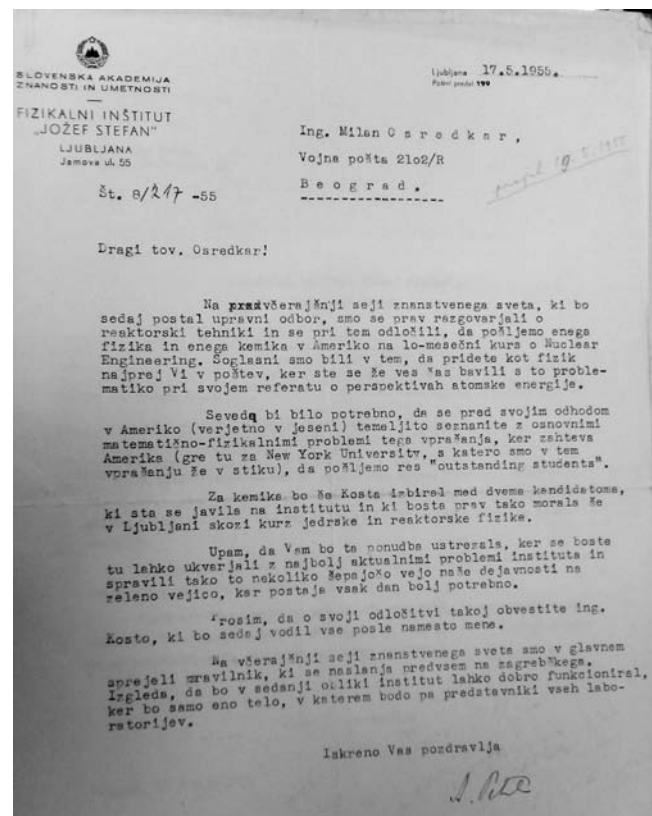 SLOVENSKA AKADEMIJA
ZNANOSTI IN UMETNOSTI
FIZIKALNI INŠTITUT
„JOŽEF STEFAN"
LJUBLJANA
Jamova ul. 55
Št. 8/217 -55
Ljubljana 17.5.1955.
Poštni predal 199
Ing. Milan O s r e d k a r ,
Vojna pošta 21o2/R
B e o g r a d .
prejel 19.5.1955
Dragi tov. Osredkar!
Na predvčerajšnji seji znanstvenega sveta, ki bo
sedaj postal upravni odbor, smo se prav razgovarjali o
reaktorski tehniki in se pri tem odločili, da pošljemo enega
fizika in enega kemika v Ameriko na lo-mesečni kurs o Nuclear
Engineering. Soglasni smo bili v tem, da pridete kot fizik
najprej Vi v poštev, ker ste se že ves čas bavili s to proble-
matiko pri svojem referatu o perspektivah atomske energije.
Seveda bi bilo potrebno, da se pred svojim odhodom
v Ameriko (verjetno v jeseni) temeljito seznanite z osnovnimi
matematično-fizikalnimi problemi tega vprašanja, ker zahteva
Amerika (gre tu za New York University, s katero smo v tem
vprašanju že v stiku), da pošljemo res "outstanding students".
Za kemika bo še Kosta izbiral med dvema kandidatoma,
ki sta se javila na institutu in ki bosta prav tako morala še
v Ljubljani skozi kurz jedrske in reaktorske fizike.
Upam, da Vam bo ta ponudba ustrezala, ker se boste
tu lahko ukvarjali z najbolj aktualnimi problemi instituta in
spravili tako to nekoliko šepajočo vejo naše dejavnosti na
zeleno vejico, kar postaja vsak dan bolj potrebno.
Prosim, da o svoji odločitvi takoj obvestite ing.
Kosto, ki bo sedaj vodil vse posle namesto mene.
Na včerajšnji seji znanstvenega sveta smo v glavnem
sprejeli pravilnik, ki se naslanja predvsem na zagrebškega.
Izgleda, da bo v sedanji obliki institut lahko dobro funkcioniral,
ker bo samo eno telo, v katerem bodo pa predstavniki vseh labo-
ratorijev.
Iskreno Vas pozdravlja